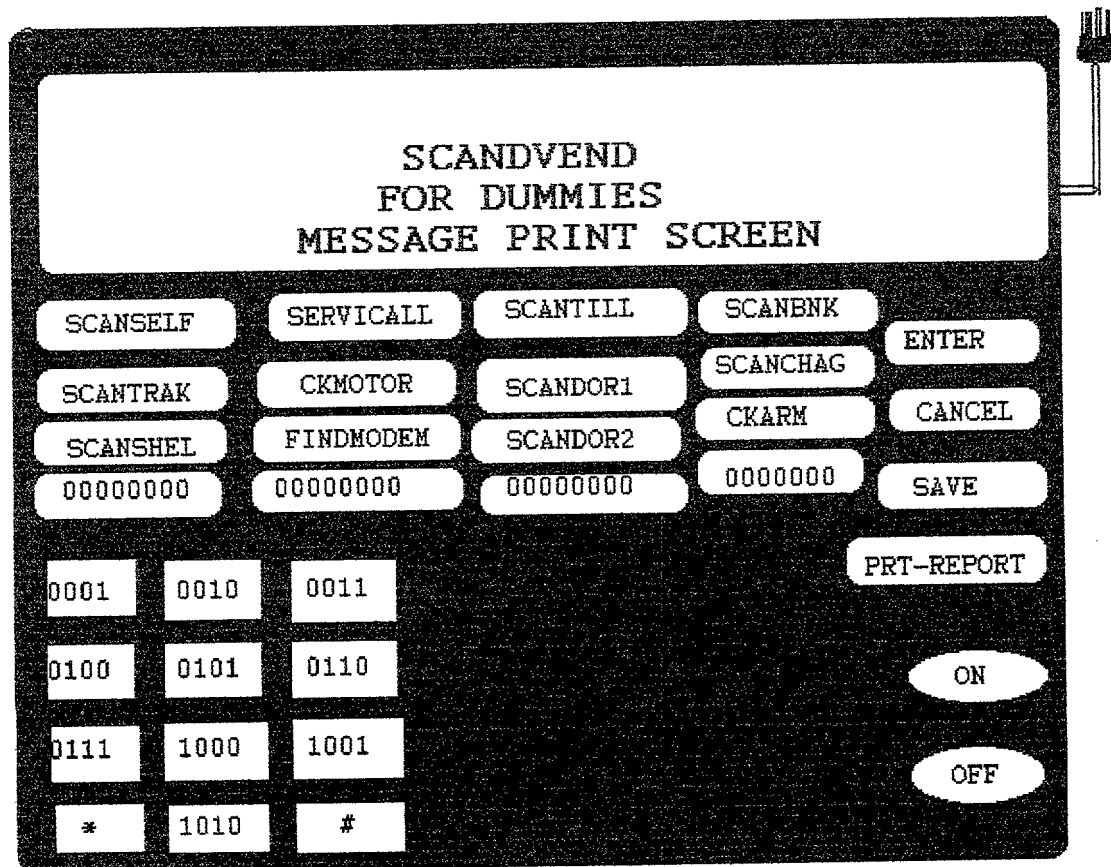 SCANDVEND
FOR DUMMIES
MESSAGE PRINT SCREEN
SCANSELF SERVICALL SCANTILL SCANBNK
ENTER
SCANTRAK CKMOTOR SCANDOR1 SCANCHAG
CANCEL
SCANSHEL FINDMODEM SCANDOR2 CKARM
00000000 00000000 00000000 0000000 SAVE
PRT-REPORT
0001 0010 0011
0100 0101 0110 ON
0111 1000 1001
OFF
* 1010 #